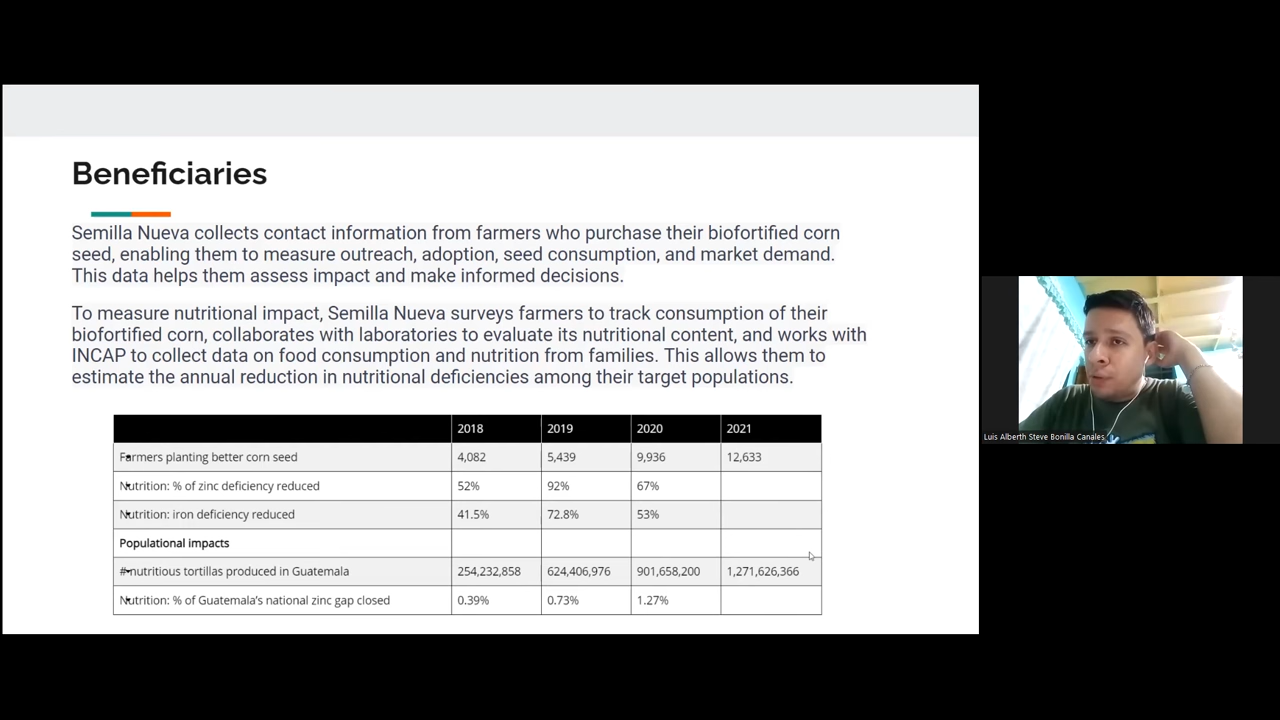 Beneficiaries
Semilla Nueva collects contact information from farmers who purchase their biofortified corn
seed, enabling them to measure outreach, adoption, seed consumption, and market demand.
This data helps them assess impact and make informed decisions.
To measure nutritional impact, Semilla Nueva surveys farmers to track consumption of their
biofortified corn, collaborates with laboratories to evaluate its nutritional content, and works with
INCAP to collect data on food consumption and nutrition from families. This allows them to
estimate the annual reduction in nutritional deficiencies among their target populations.
2018 2019 2020 2021
Farmers planting better corn seed 4,082 5,439 9,936 12,633
Nutrition: % of zinc deficiency reduced 52% 92% 67%
Nutrition: iron deficiency reduced 41.5% 72.8% 53%
Populational impacts
# nutritious tortillas produced in Guatemala 254,232,858 624,406,976 901,658,200 1,271,626,366
Nutrition: % of Guatemala's national zinc gap closed 0.39% 0.73% 1.27%
Luis Alberth Steve Bonilla Canales